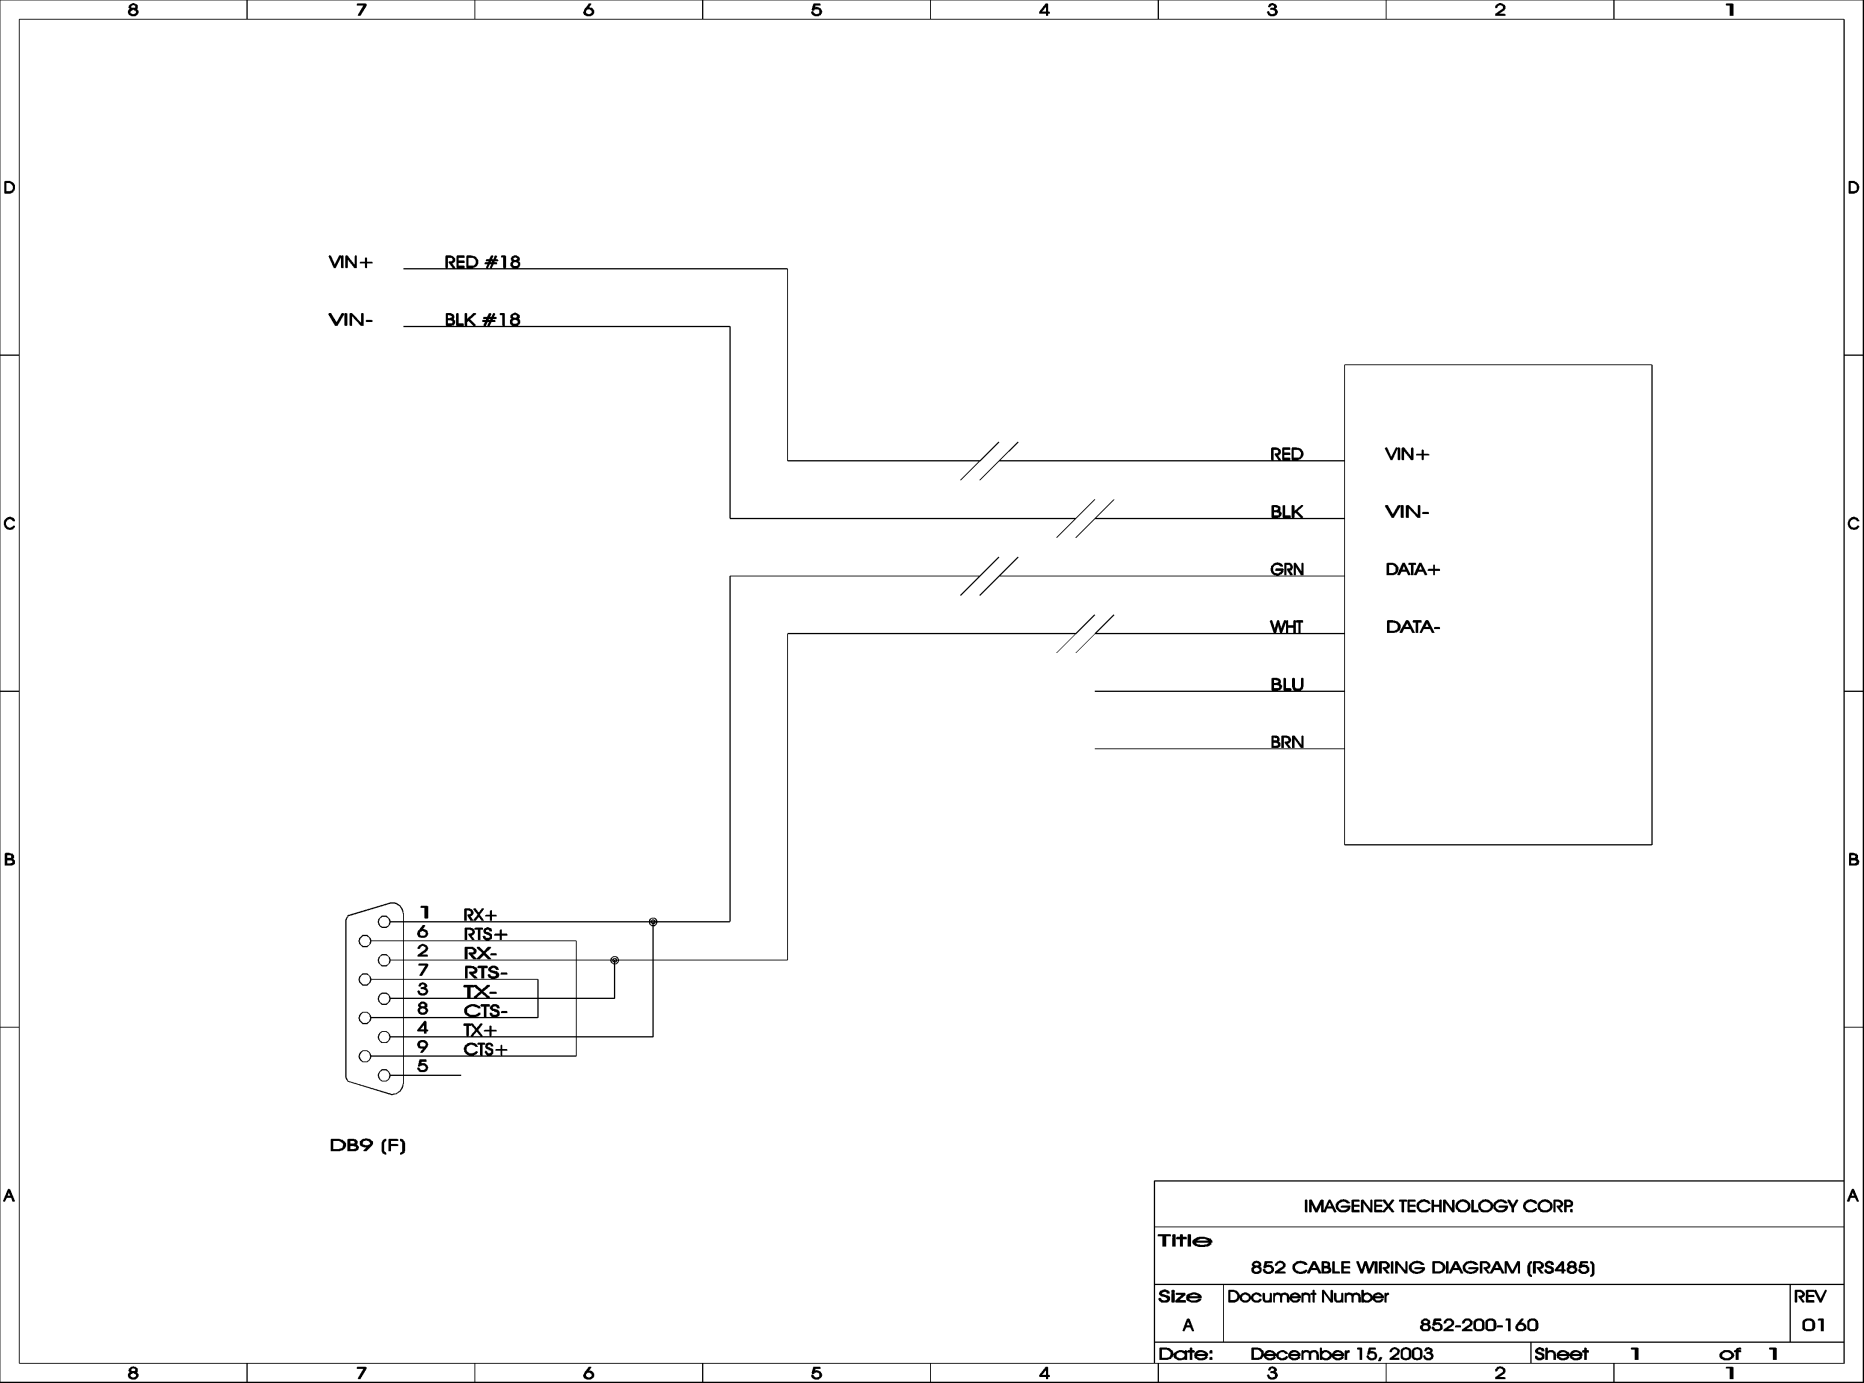 8 7 6 5 4 3 2 1
D D
VIN+ RED #18
VIN- BLK #18
RED VIN+
BLK VIN-
C C
GRN DATA+
WHT DATA-
BLU
BRN
B B
1 RX+
6 RTS+
2 RX-
7 RTS-
3 TX-
8 CTS-
4 TX+
9 CTS+
5
DB9 (F)
A A
IMAGENEX TECHNOLOGY CORP.
Title
852 CABLE WIRING DIAGRAM (RS485)
Size Document Number REV
A 852-200-160 01
Date: December 15, 2003 Sheet 1 of 1
8 7 6 5 4 3 2 1